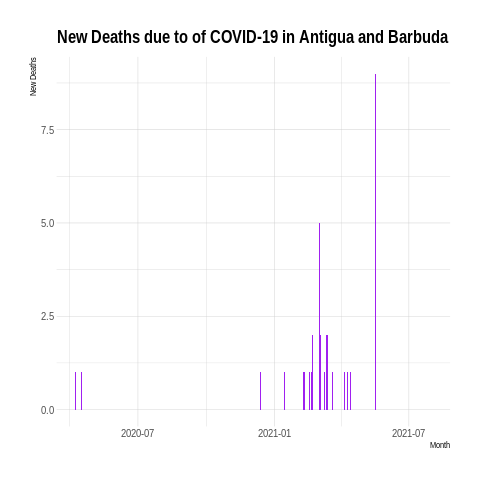 New Deaths due to of COVID-19 in Antigua and Barbuda
New Deaths
7.5
5.0
2.5
0.0
2020-07
2021-01
2021-07
Month